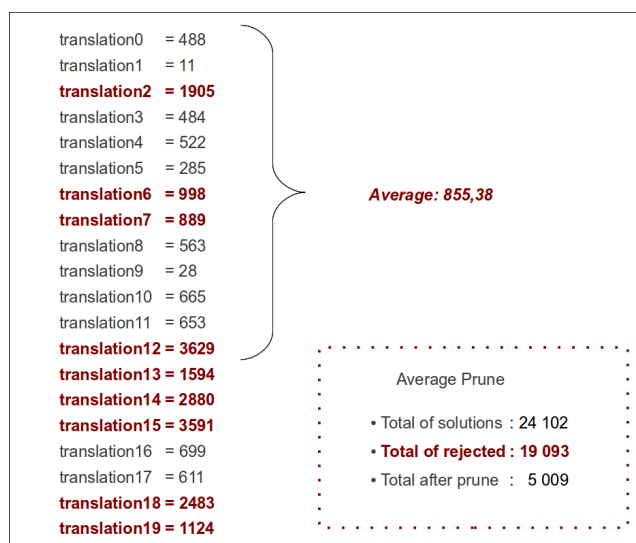 translation0 = 488
translation1 = 11
translation2 = 1905
translation3 = 484
translation4 = 522
translation5 = 285
translation6 = 998
translation7 = 889
translation8 = 563
translation9 = 28
translation10 = 665
translation11 = 653
translation12 = 3629
translation13 = 1594
translation14 = 2880
translation15 = 3591
translation16 = 699
translation17 = 611
translation18 = 2483
translation19 = 1124
Average: 855,38
Average Prune
• Total of solutions : 24 102
• Total of rejected : 19 093
• Total after prune : 5 009